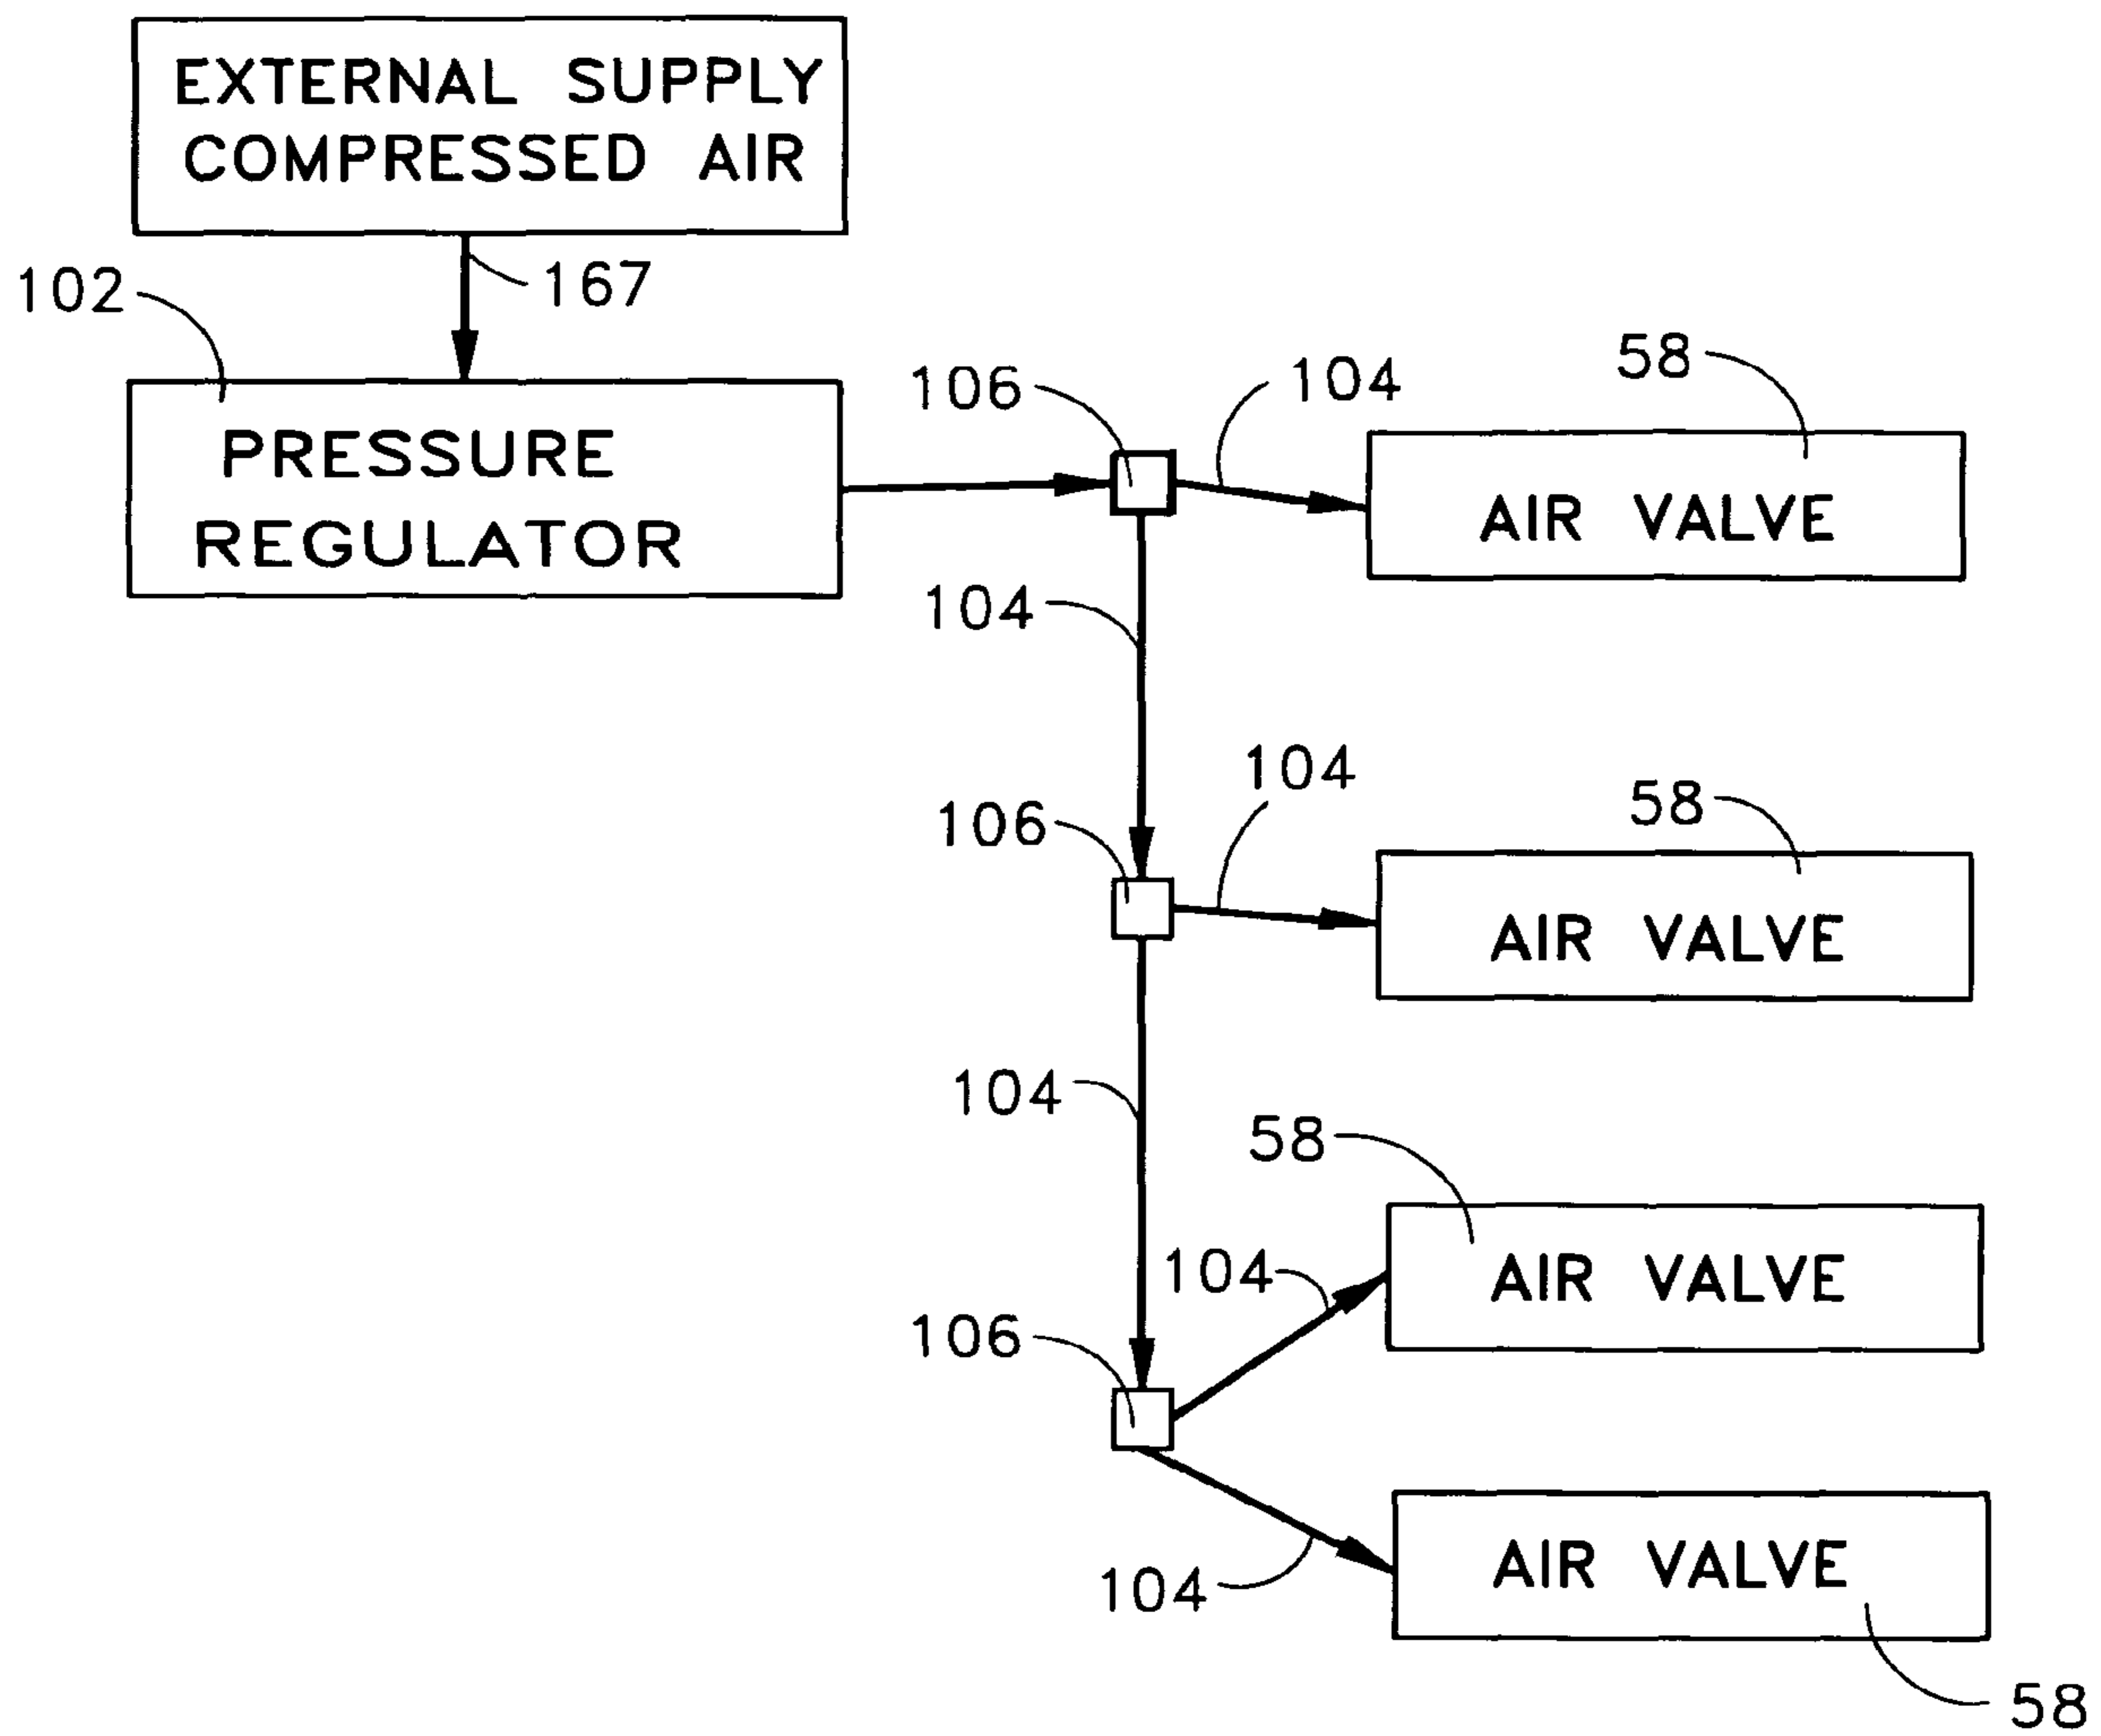 EXTERNAL SUPPLY
COMPRESSED AIR
167
102
PRESSURE
REGULATOR
106
104
58
AIR VALVE
104
104
58
106
AIR VALVE
104
58
104
AIR VALVE
106
AIR VALVE
104
58